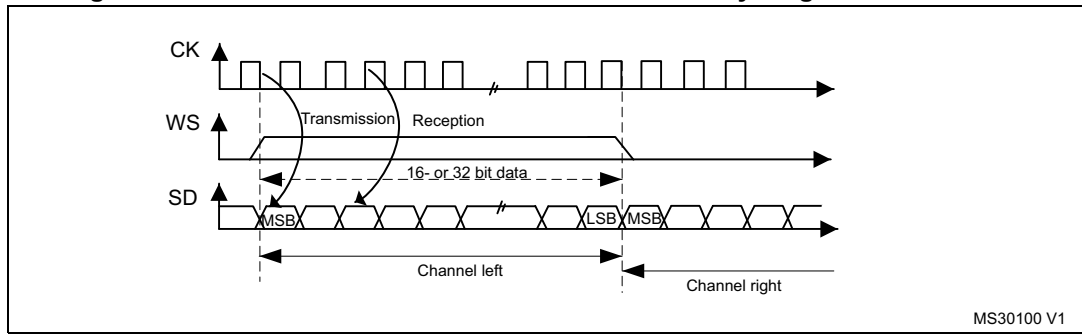 CK
Transmission
Reception
WS
16- or 32 bit data
SD
MSB
LSB
MSB
Channel left
Channel right
MS30100 V1